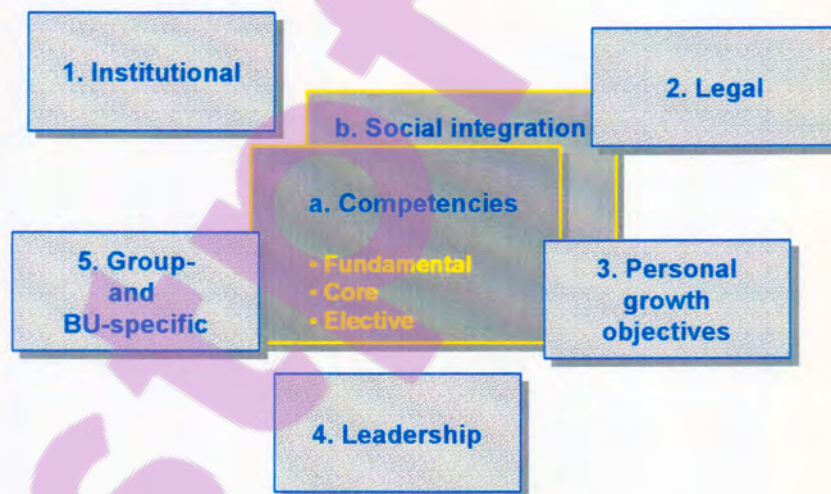 1. Institutional
2. Legal
b. Social integration
a. Competencies
• Fundamental
• Core
• Elective
5. Group-
and
BU-specific
3. Personal
growth
objectives
4. Leadership